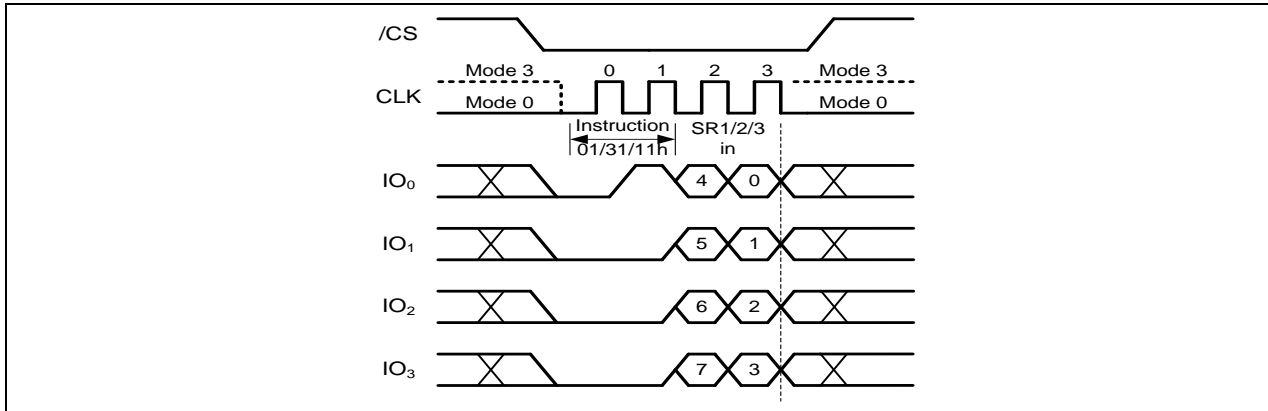 /CS
Mode 3 0 1 2 3 Mode 3
CLK
Mode 0 Mode 0
Instruction SR1/2/3
01/31/11h in
IO₀ 4 0
IO₁ 5 1
IO₂ 6 2
IO₃ 7 3